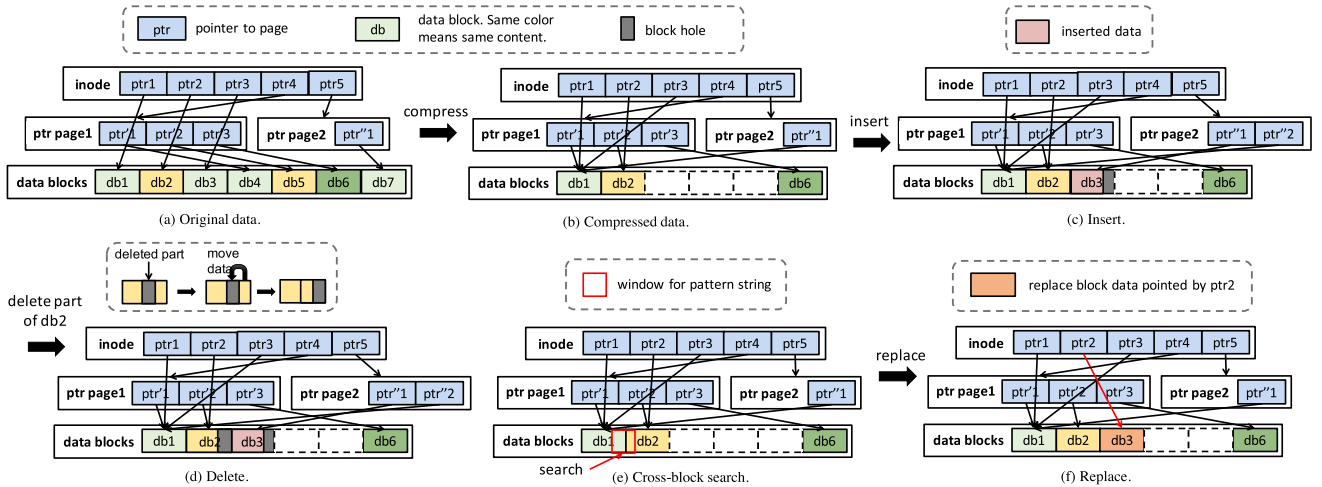 ptr pointer to page db data block. Same color means same content. block hole
inserted data
inode ptr1 ptr2 ptr3 ptr4 ptr5
ptr page1 ptr'1 ptr'2 ptr'3 ptr page2 ptr''1
data blocks db1 db2 db3 db4 db5 db6 db7
(a) Original data.
compress
inode ptr1 ptr2 ptr3 ptr4 ptr5
ptr page1 ptr'1 ptr'2 ptr'3 ptr page2 ptr''1
data blocks db1 db2 db6
(b) Compressed data.
insert
inode ptr1 ptr2 ptr3 ptr4 ptr5
ptr page1 ptr'1 ptr'2 ptr'3 ptr page2 ptr''1 ptr''2
data blocks db1 db2 db3 db6
(c) Insert.
delete part
of db2
deleted part
move
data
inode ptr1 ptr2 ptr3 ptr4 ptr5
ptr page1 ptr'1 ptr'2 ptr'3 ptr page2 ptr''1 ptr''2
data blocks db1 db2 db3 db6
(d) Delete.
window for pattern string
inode ptr1 ptr2 ptr3 ptr4 ptr5
ptr page1 ptr'1 ptr'2 ptr'3 ptr page2 ptr''1
data blocks db1 db2 db6
search
(e) Cross-block search.
replace
replace block data pointed by ptr2
inode ptr1 ptr2 ptr3 ptr4 ptr5
ptr page1 ptr'1 ptr'2 ptr'3 ptr page2 ptr''1
data blocks db1 db2 db3 db6
(f) Replace.